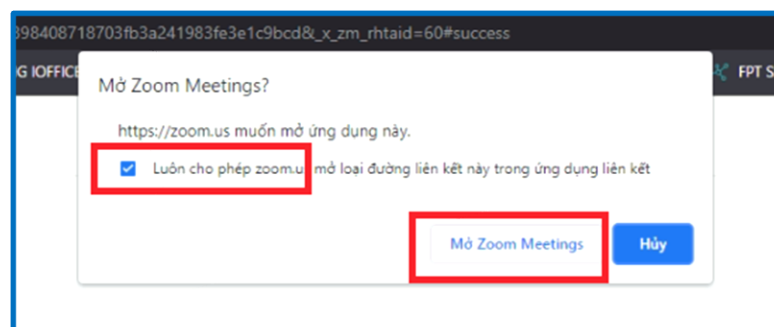 398408718703fb3a241983fe3e1c9bcd&_x_zm_rhtaid=60#success
G IOFFICE
FPT S
Mở Zoom Meetings?
https://zoom.us muốn mở ứng dụng này.
Luôn cho phép zoom.us mở loại đường liên kết này trong ứng dụng liên kết
Mở Zoom Meetings
Hủy